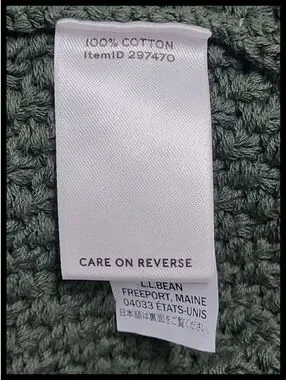 100% COTTON
ItemID 297470
CARE ON REVERSE
L.L.BEAN
FREEPORT, MAINE
04033 ÉTATS-UNIS
日本語は裏面をご覧ください。